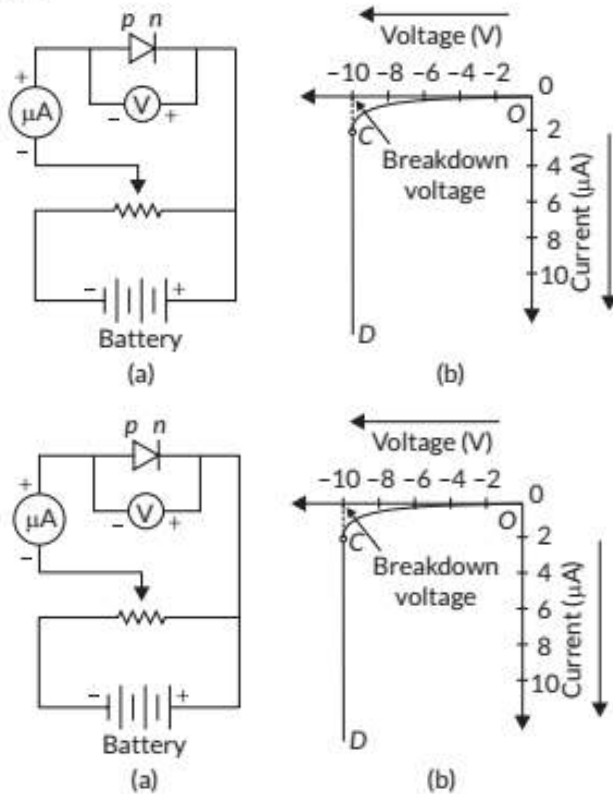 p n
Voltage (V)
+
−10 −8 −6 −4 −2 0
μA
− V +
O
−
C
2
Breakdown
voltage
4
6
8
10
Current (μA)
− +
Battery
D
(a) (b)
p n
Voltage (V)
+
−10 −8 −6 −4 −2 0
μA
− V +
O
−
C
2
Breakdown
voltage
4
6
8
10
Current (μA)
− +
Battery
D
(a) (b)